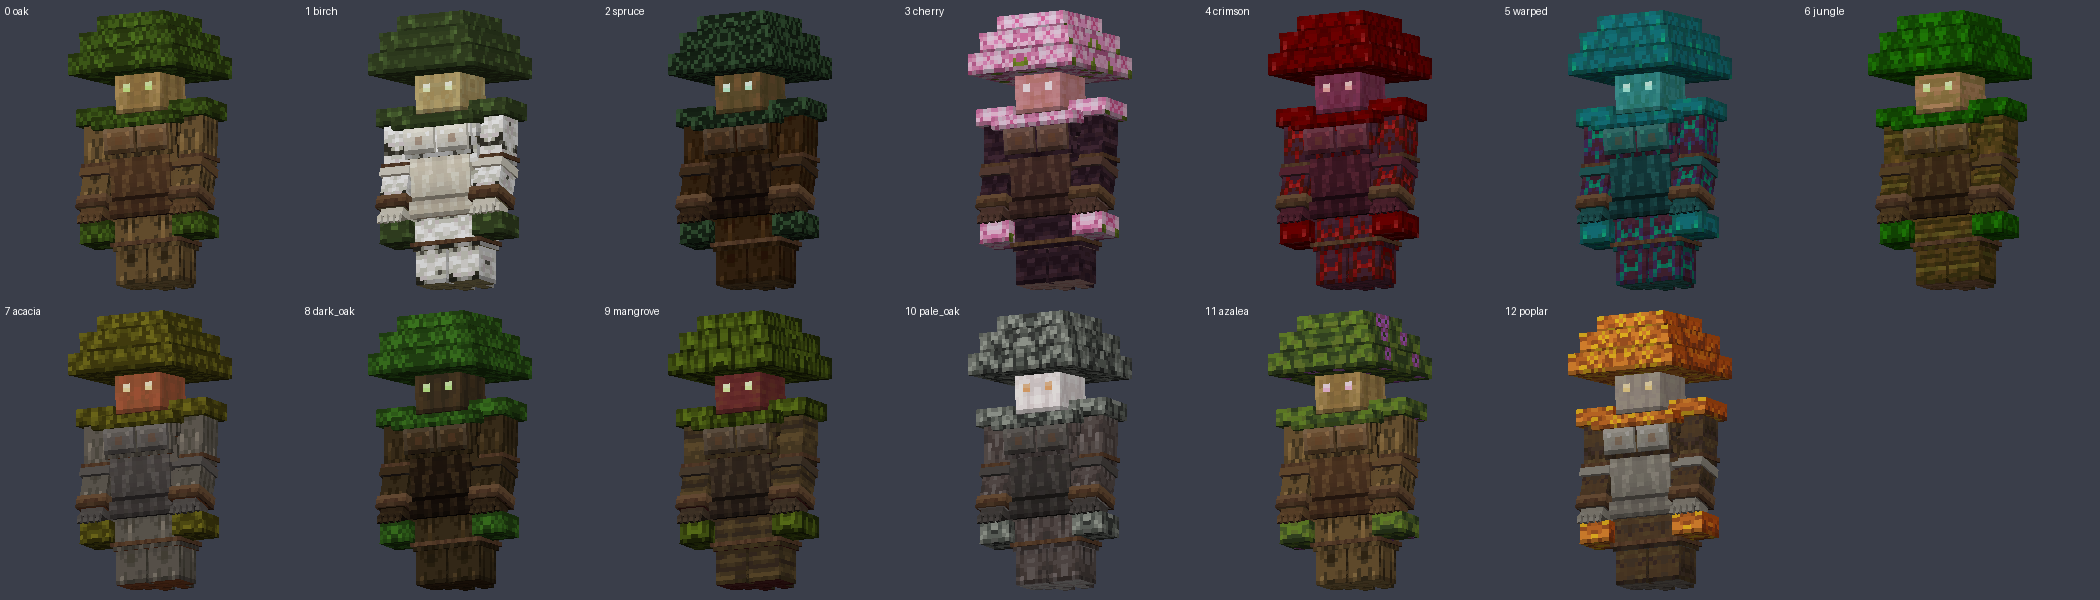 0 oak
1 birch
2 spruce
3 cherry
4 crimson
5 warped
6 jungle
7 acacia
8 dark_oak
9 mangrove
10 pale_oak
11 azalea
12 poplar